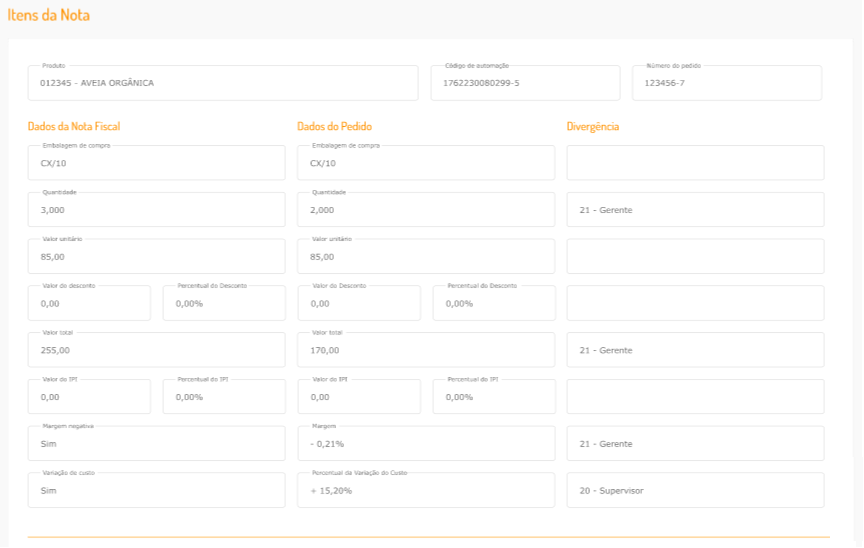 Itens da Nota
Produto
012345 - AVEIA ORGÂNICA
Código de automação
1762230080299-5
Número do pedido
123456-7
Dados da Nota Fiscal
Dados do Pedido
Divergência
Embalagem de compra
CX/10
Embalagem de compra
CX/10
Quantidade
3,000
Quantidade
2,000
21 - Gerente
Valor unitário
85,00
Valor unitário
85,00
Valor do desconto
0,00
Percentual do Desconto
0,00%
Valor do Desconto
0,00
Percentual do Desconto
0,00%
Valor total
255,00
Valor total
170,00
21 - Gerente
Valor do IPI
0,00
Percentual do IPI
0,00%
Valor do IPI
0,00
Percentual do IPI
0,00%
Margem negativa
Sim
Margem
- 0,21%
21 - Gerente
Variação de custo
Sim
Percentual da Variação do Custo
+ 15,20%
20 - Supervisor